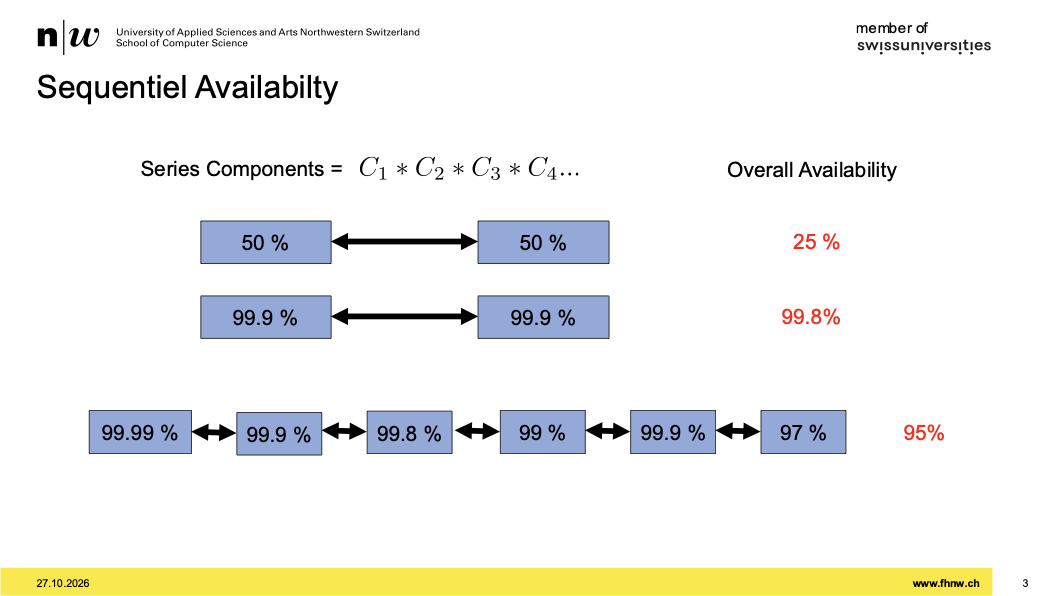 n|w University of Applied Sciences and Arts Northwestern Switzerland
School of Computer Science
member of
swissuniversities
Sequentiel Availabilty
Series Components = C₁ * C₂ * C₃ * C₄... Overall Availability
50 % 50 % 25 %
99.9 % 99.9 % 99.8%
99.99 % 99.9 % 99.8 % 99 % 99.9 % 97 % 95%
27.10.2026 www.fhnw.ch 3